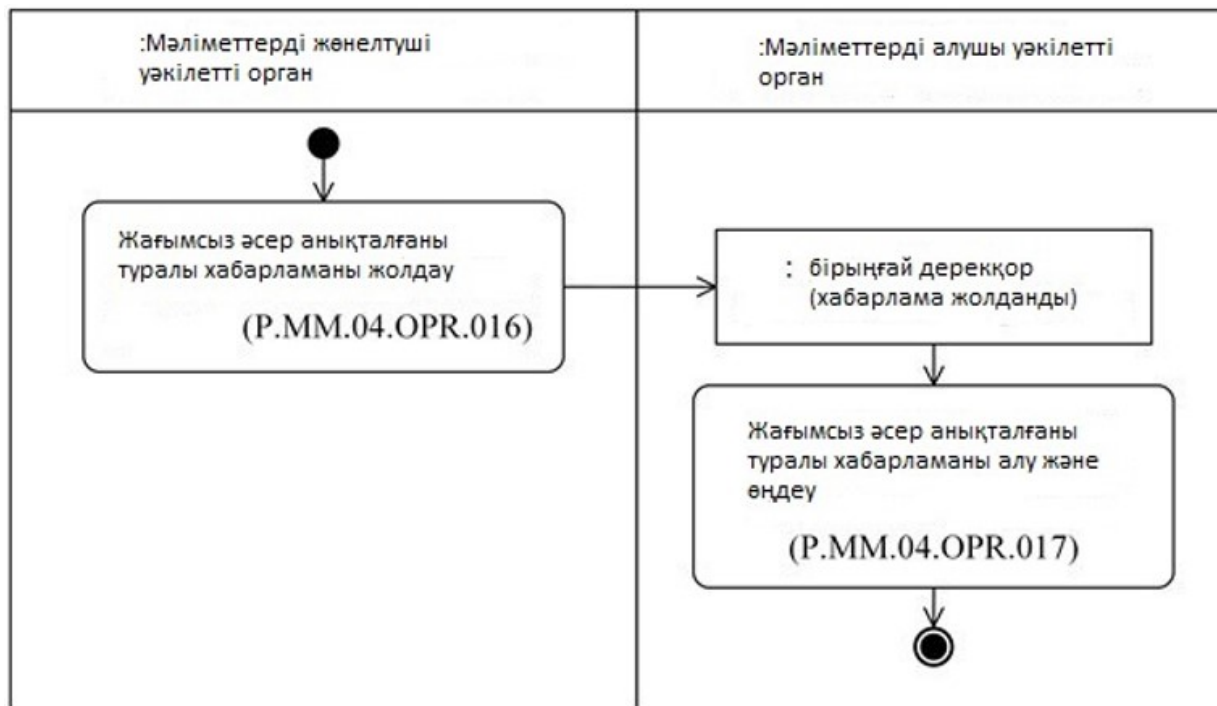 :Мәліметтерді жөнелтуші
уәкілетті орган
:Мәліметтерді алушы уәкілетті
орган
Жағымсыз әсер анықталғаны
туралы хабарламаны жолдау
(P.MM.04.OPR.016)
: бірыңғай дерекқор
(хабарлама жолданды)
Жағымсыз әсер анықталғаны
туралы хабарламаны алу және
өңдеу
(P.MM.04.OPR.017)